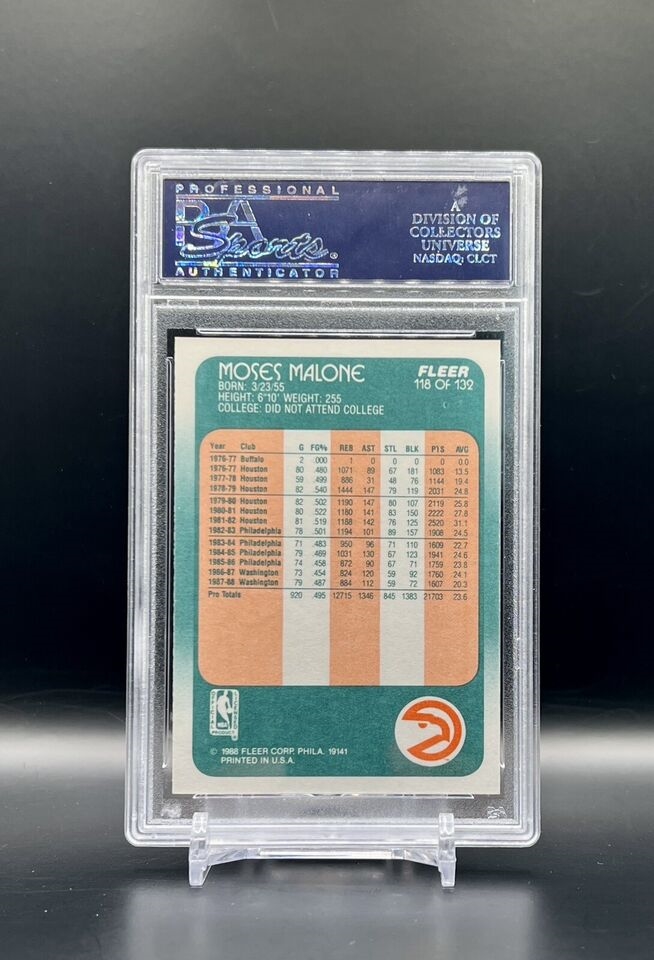 PROFESSIONAL
PSA
Sports®
AUTHENTICATOR
A
DIVISION OF
COLLECTORS
UNIVERSE
NASDAQ: CLCT
MOSES MALONE
FLEER
118 OF 132
BORN: 3/23/55
HEIGHT: 6"10' WEIGHT: 255
COLLEGE: DID NOT ATTEND COLLEGE
Year Club G FG% REB AST STL BLK PTS AVG
1976-77 Buffalo 2 .000 1 0 0 0 0 0.0
1976-77 Houston 80 .480 1071 89 67 181 1083 13.5
1977-78 Houston 59 .499 886 31 48 76 1144 19.4
1978-79 Houston 82 .540 1444 147 79 119 2031 24.8
1979-80 Houston 82 .502 1190 147 80 107 2119 25.8
1980-81 Houston 80 .522 1180 141 83 150 2222 27.8
1981-82 Houston 81 .519 1188 142 76 125 2520 31.1
1982-83 Philadelphia 78 .501 1194 101 89 157 1908 24.5
1983-84 Philadelphia 71 .483 950 96 71 110 1609 22.7
1984-85 Philadelphia 79 .469 1031 130 67 123 1941 24.6
1985-86 Philadelphia 74 .458 872 90 67 71 1759 23.8
1986-87 Washington 73 .454 824 120 59 92 1760 24.1
1987-88 Washington 79 .487 884 112 59 72 1607 20.3
Pro Totals 920 .495 12715 1346 845 1383 21703 23.6
NBA
© 1988 FLEER CORP. PHILA. 19141
PRINTED IN U.S.A.